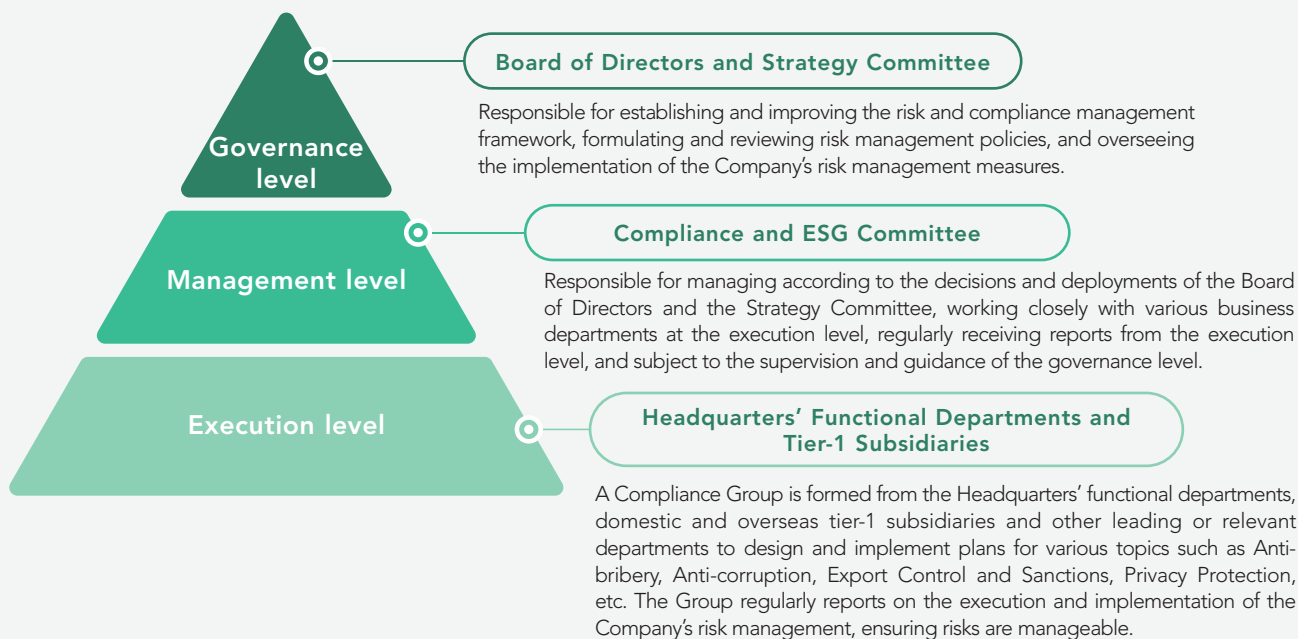 Governance
level
Board of Directors and Strategy Committee
Responsible for establishing and improving the risk and compliance management
framework, formulating and reviewing risk management policies, and overseeing
the implementation of the Company’s risk management measures.
Management level
Compliance and ESG Committee
Responsible for managing according to the decisions and deployments of the Board
of Directors and the Strategy Committee, working closely with various business
departments at the execution level, regularly receiving reports from the execution
level, and subject to the supervision and guidance of the governance level.
Execution level
Headquarters’ Functional Departments and
Tier-1 Subsidiaries
A Compliance Group is formed from the Headquarters’ functional departments,
domestic and overseas tier-1 subsidiaries and other leading or relevant
departments to design and implement plans for various topics such as Anti-
bribery, Anti-corruption, Export Control and Sanctions, Privacy Protection,
etc. The Group regularly reports on the execution and implementation of the
Company’s risk management, ensuring risks are manageable.